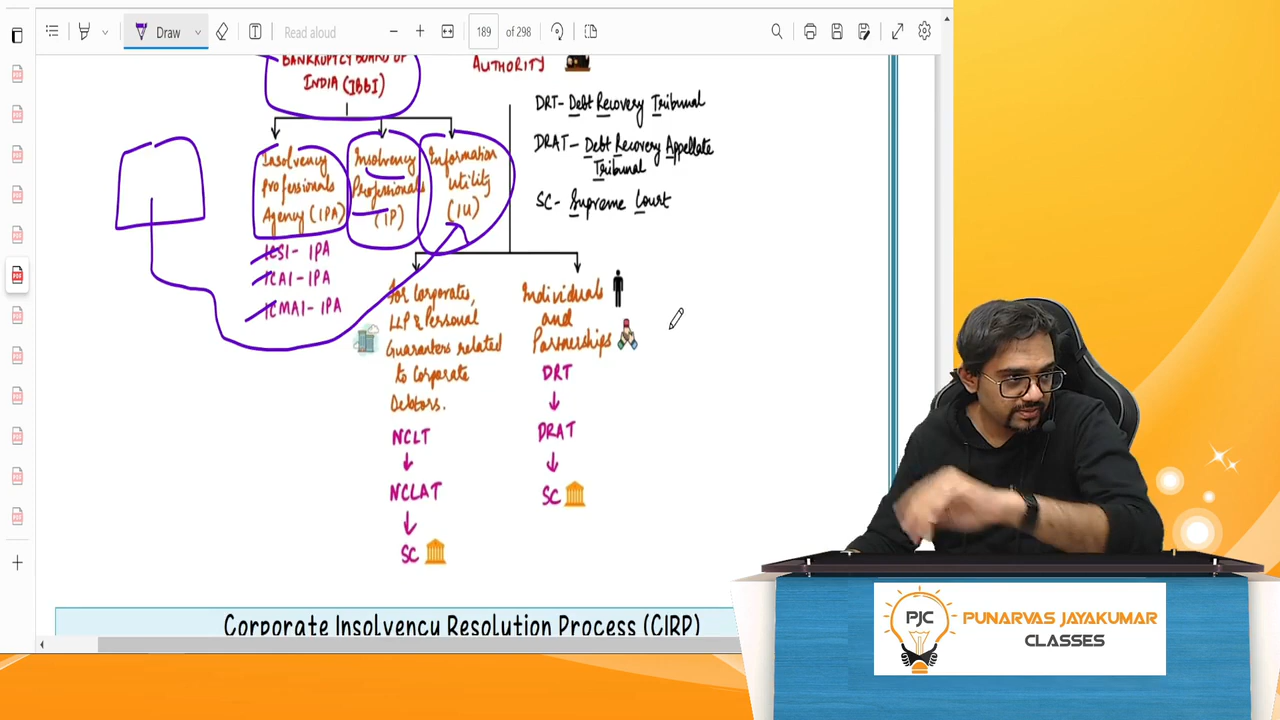 Draw
Read aloud
189 of 298
BANKRUPTCY BOARD OF
INDIA (IBBI)
AUTHORITY
DRT- Debt Recovery Tribunal
DRAT- Debt Recovery Appellate
Tribunal
SC- Supreme Court
Insolvency
Professionals
Agency (IPA)
ICSI- IPA
ICAI-IPA
ICMAI-IPA
Insolvency
Professionals
(IP)
Information
Utility
(IU)
For Corporate,
LLP & Personal
Guarantors related
to Corporate
Debtors.
NCLT
NCLAT
SC
Individuals
and
Partnerships
DRT
DRAT
SC
Corporate Insolvency Resolution Process (CIRP)
PJC
PUNARVAS JAYAKUMAR
CLASSES